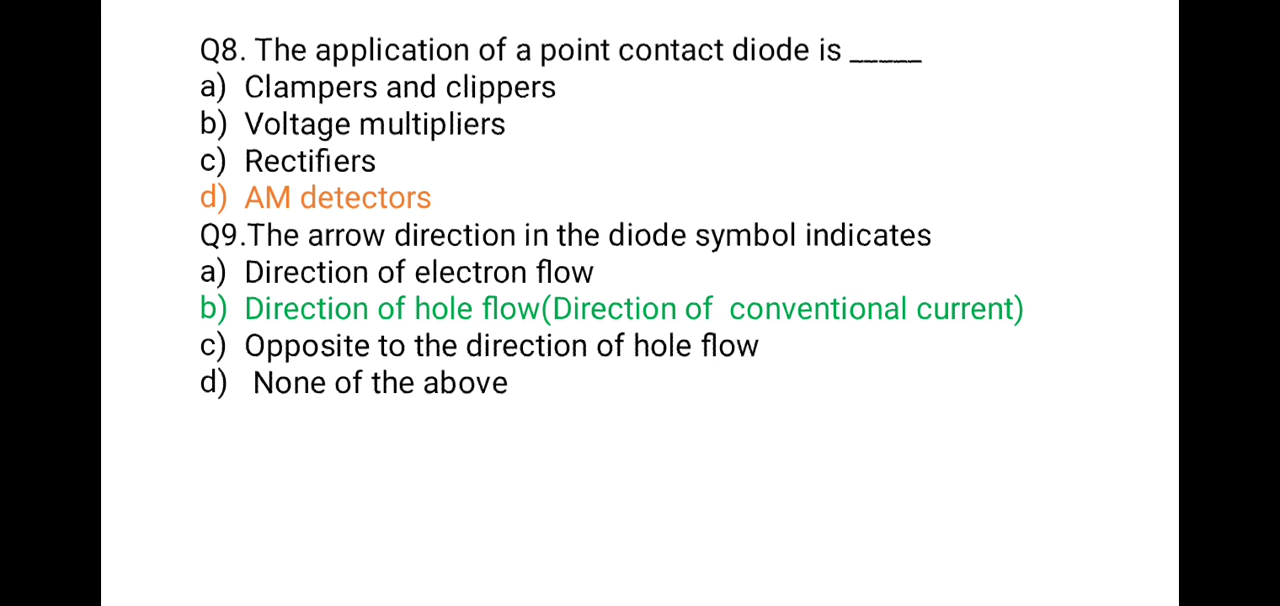 Q8. The application of a point contact diode is _____
a) Clampers and clippers
b) Voltage multipliers
c) Rectifiers
d) AM detectors
Q9.The arrow direction in the diode symbol indicates
a) Direction of electron flow
b) Direction of hole flow(Direction of  conventional current)
c) Opposite to the direction of hole flow
d)  None of the above